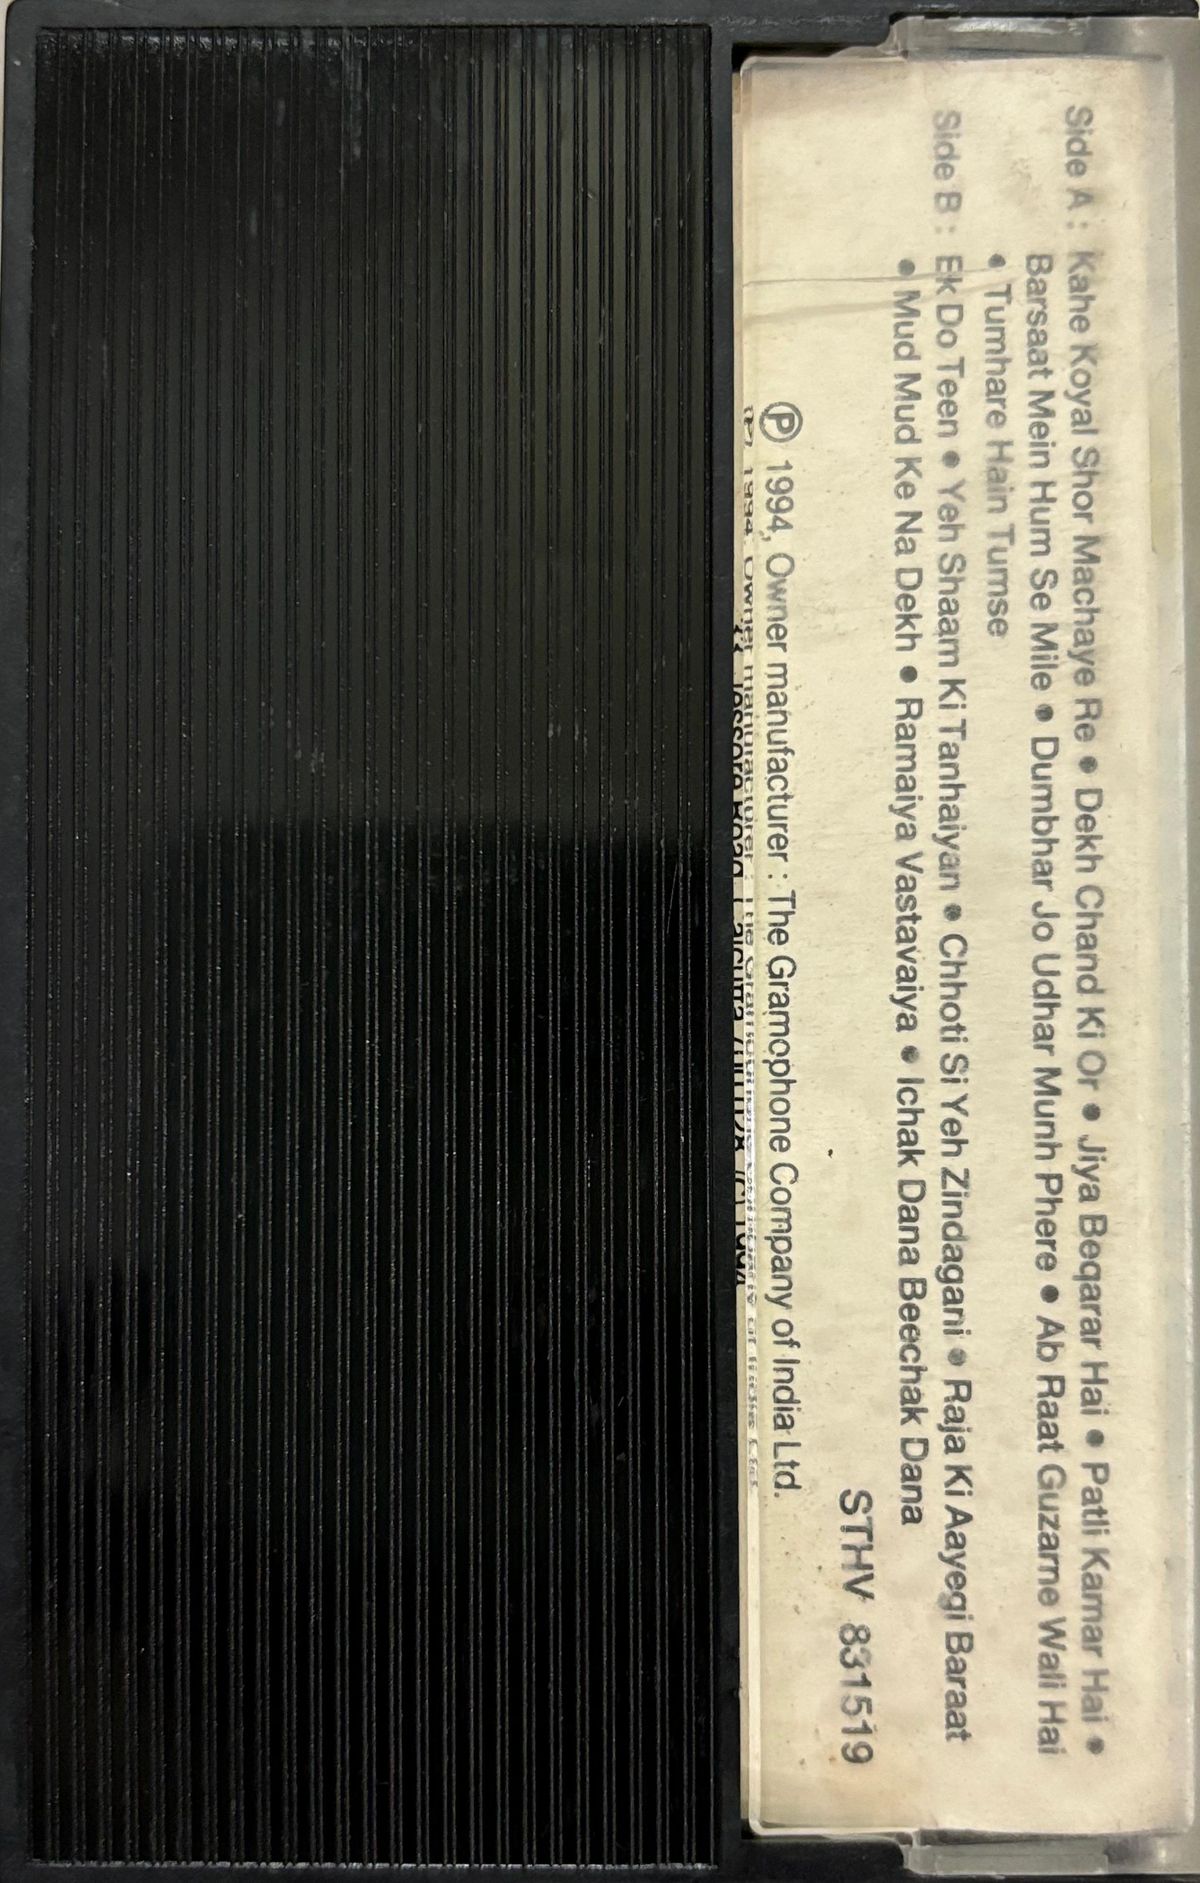 Side A : Kahe Koyal Shor Machaye Re • Dekh Chand Ki Or • Jiya Beqarar Hai • Patli Kamar Hai •
Barsaat Mein Hum Se Mile • Dumbhar Jo Udhar Munh Phere • Ab Raat Guzarne Wali Hai
• Tumhare Hain Tumse
Side B : Ek Do Teen • Yeh Shaam Ki Tanhaiyan • Chhoti Si Yeh Zindagani • Raja Ki Aayegi Baraat
• Mud Mud Ke Na Dekh • Ramaiya Vastavaiya • Ichak Dana Beechak Dana
STHV 831519
℗ 1994, Owner manufacturer : The Gramophone Company of India Ltd.